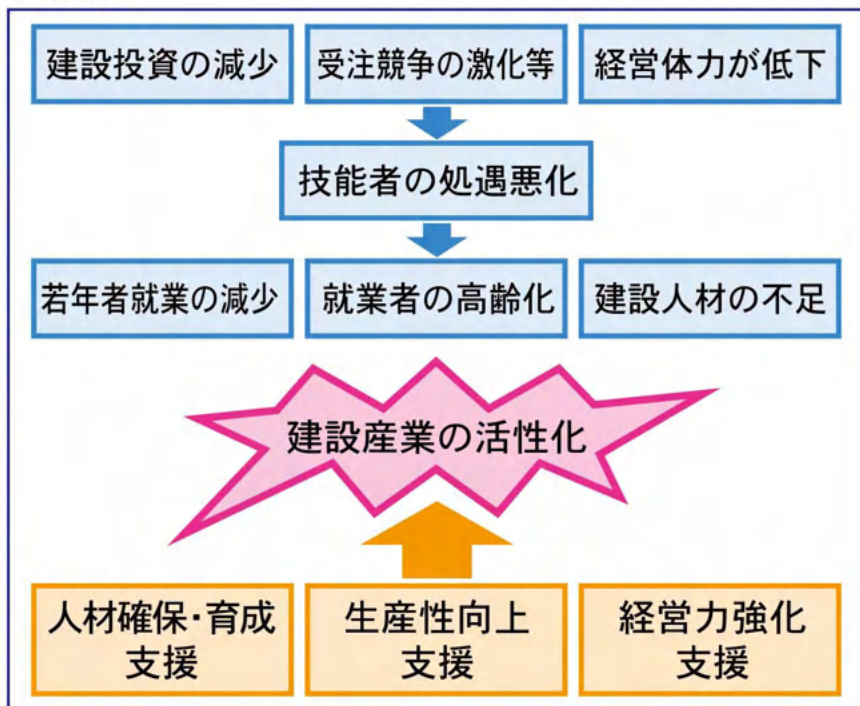 建設投資の減少
受注競争の激化等
経営体力が低下
技能者の処遇悪化
若年者就業の減少
就業者の高齢化
建設人材の不足
建設産業の活性化
人材確保・育成
支援
生産性向上
支援
経営力強化
支援